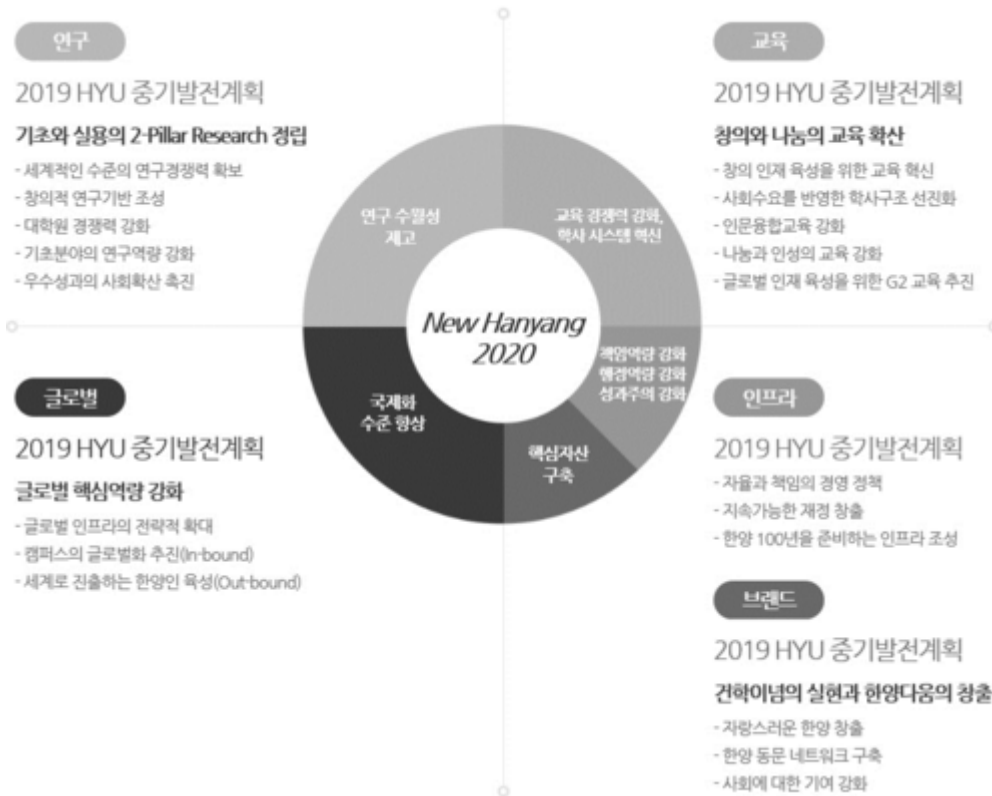 연구
2019 HYU 중기발전계획
기초와 실용의 2-Pillar Research 정립
- 세계적인 수준의 연구경쟁력 확보
- 창의적 연구기반 조성
- 대학원 경쟁력 강화
- 기초분야의 연구역량 강화
- 우수성과의 사회확산 촉진
교육
2019 HYU 중기발전계획
창의와 나눔의 교육 확산
- 창의 인재 육성을 위한 교육 혁신
- 사회수요를 반영한 학사구조 선진화
- 인문융합교육 강화
- 나눔과 인성의 교육 강화
- 글로벌 인재 육성을 위한 G2 교육 추진
연구 수월성
제고
교육 경쟁력 강화,
학사 시스템 혁신
New Hanyang
2020
책임역량 강화
행정역량 강화
성과주의 강화
국제화
수준 향상
핵심자산
구축
글로벌
2019 HYU 중기발전계획
글로벌 핵심역량 강화
- 글로벌 인프라의 전략적 확대
- 캠퍼스의 글로벌화 추진(In-bound)
- 세계로 진출하는 한양인 육성(Out-bound)
인프라
2019 HYU 중기발전계획
- 자율과 책임의 경영 정책
- 지속가능한 재정 창출
- 한양 100년을 준비하는 인프라 조성
브랜드
2019 HYU 중기발전계획
건학이념의 실현과 한양다움의 창출
- 자랑스러운 한양 창출
- 한양 동문 네트워크 구축
- 사회에 대한 기여 강화